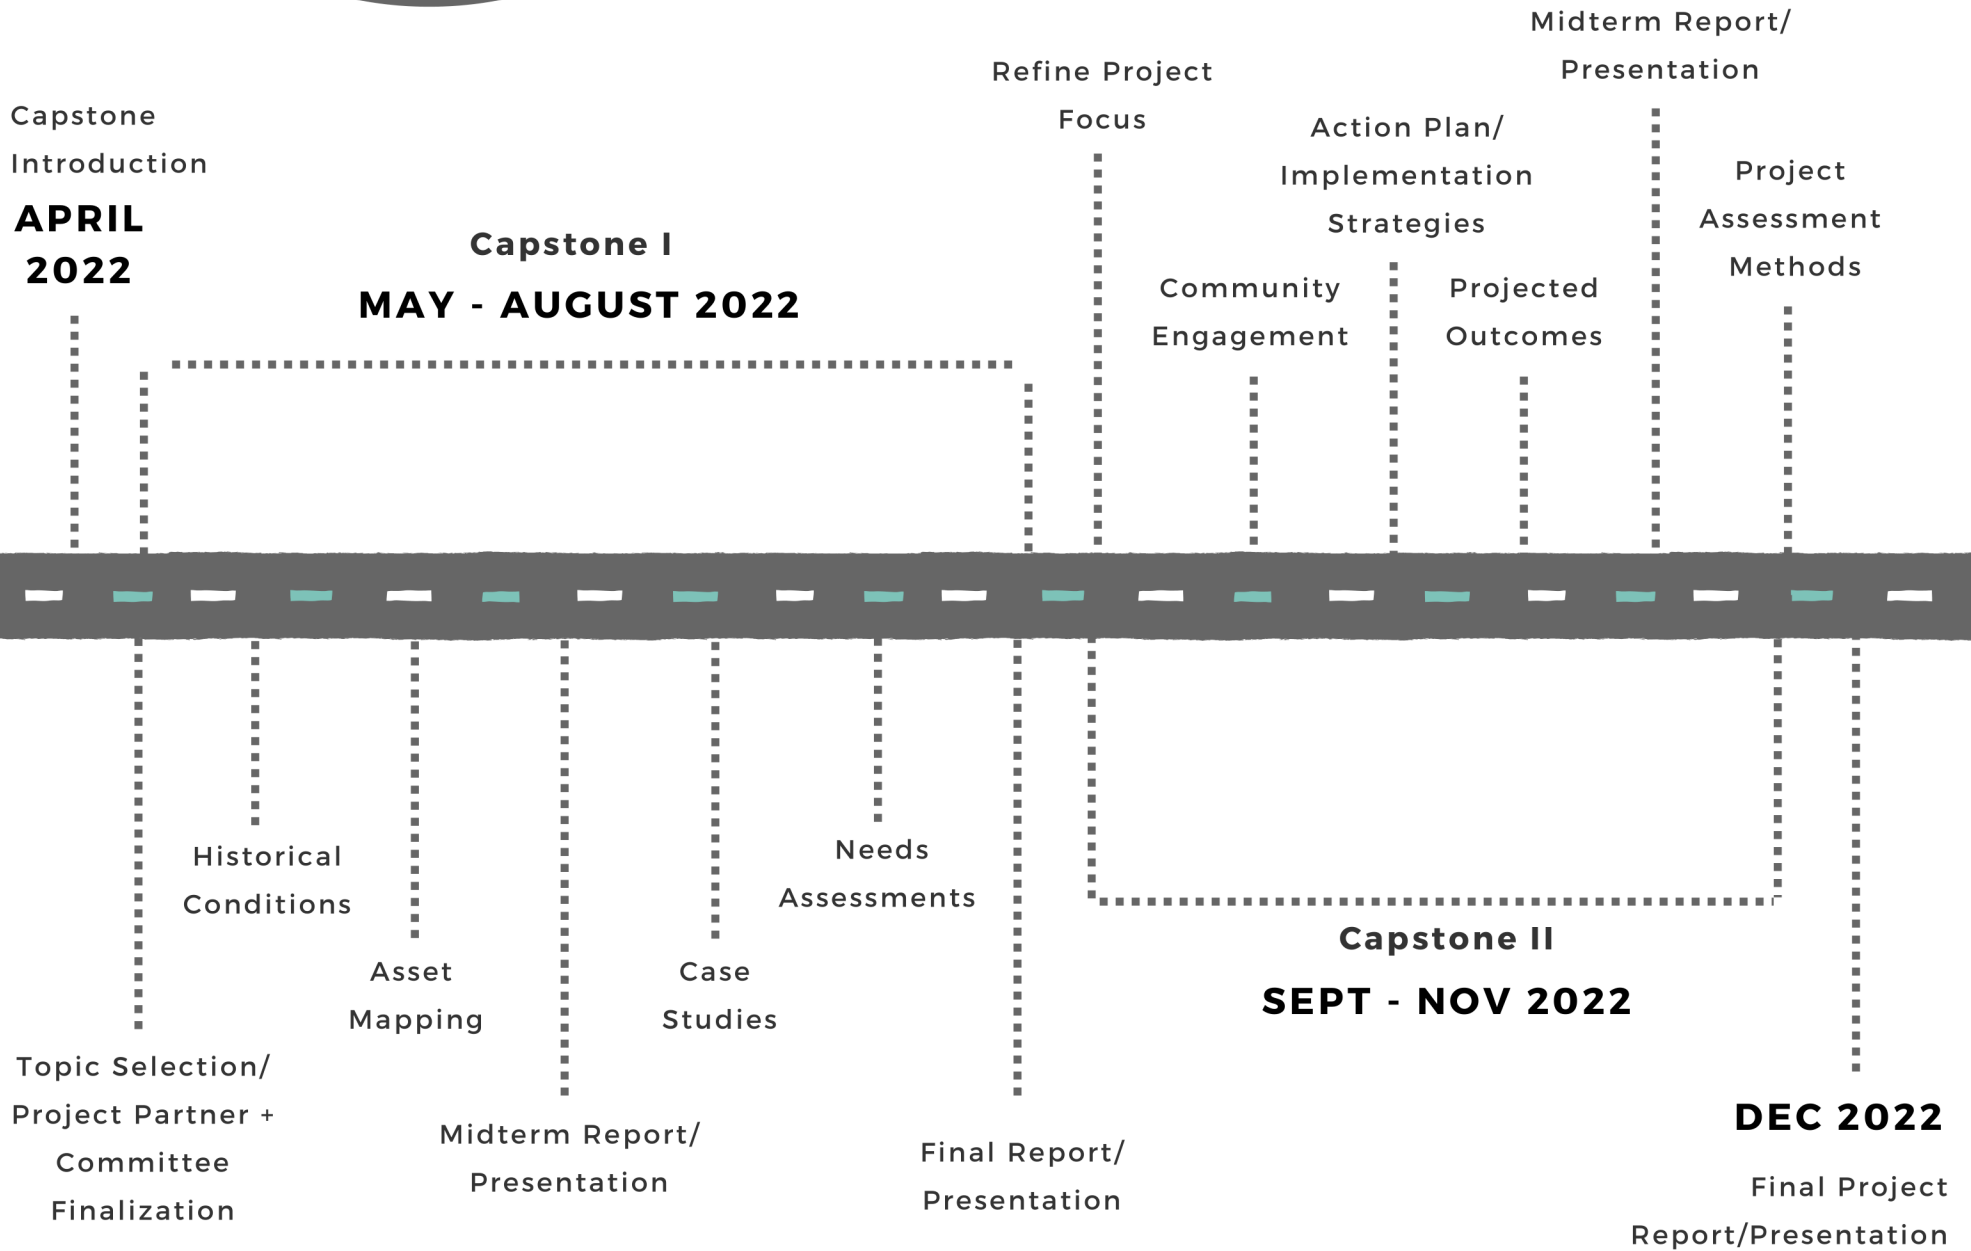 Capstone
Introduction
APRIL
2022
Capstone I
MAY - AUGUST 2022
Refine Project
Focus
Community
Engagement
Action Plan/
Implementation
Strategies
Projected
Outcomes
Midterm Report/
Presentation
Project
Assessment
Methods
Topic Selection/
Project Partner +
Committee
Finalization
Historical
Conditions
Asset
Mapping
Midterm Report/
Presentation
Case
Studies
Needs
Assessments
Final Report/
Presentation
Capstone II
SEPT - NOV 2022
DEC 2022
Final Project
Report/Presentation